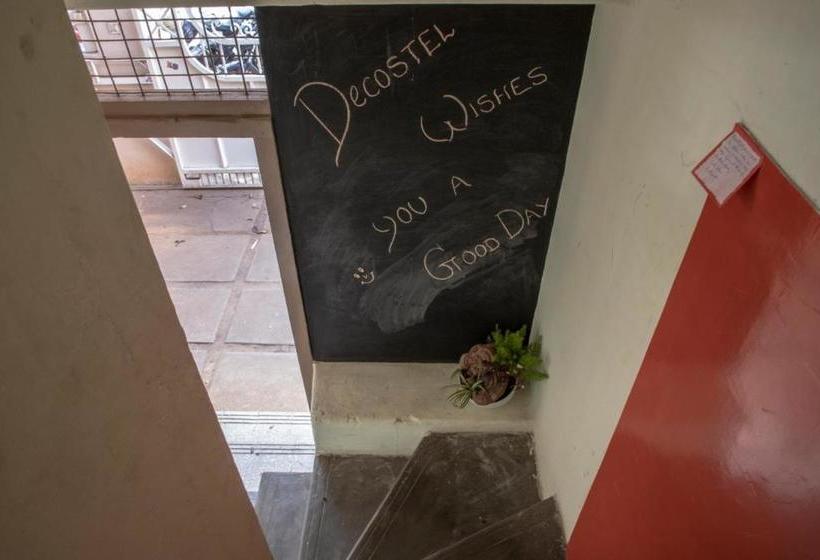 Decostel
Wishes
you a
Good Day